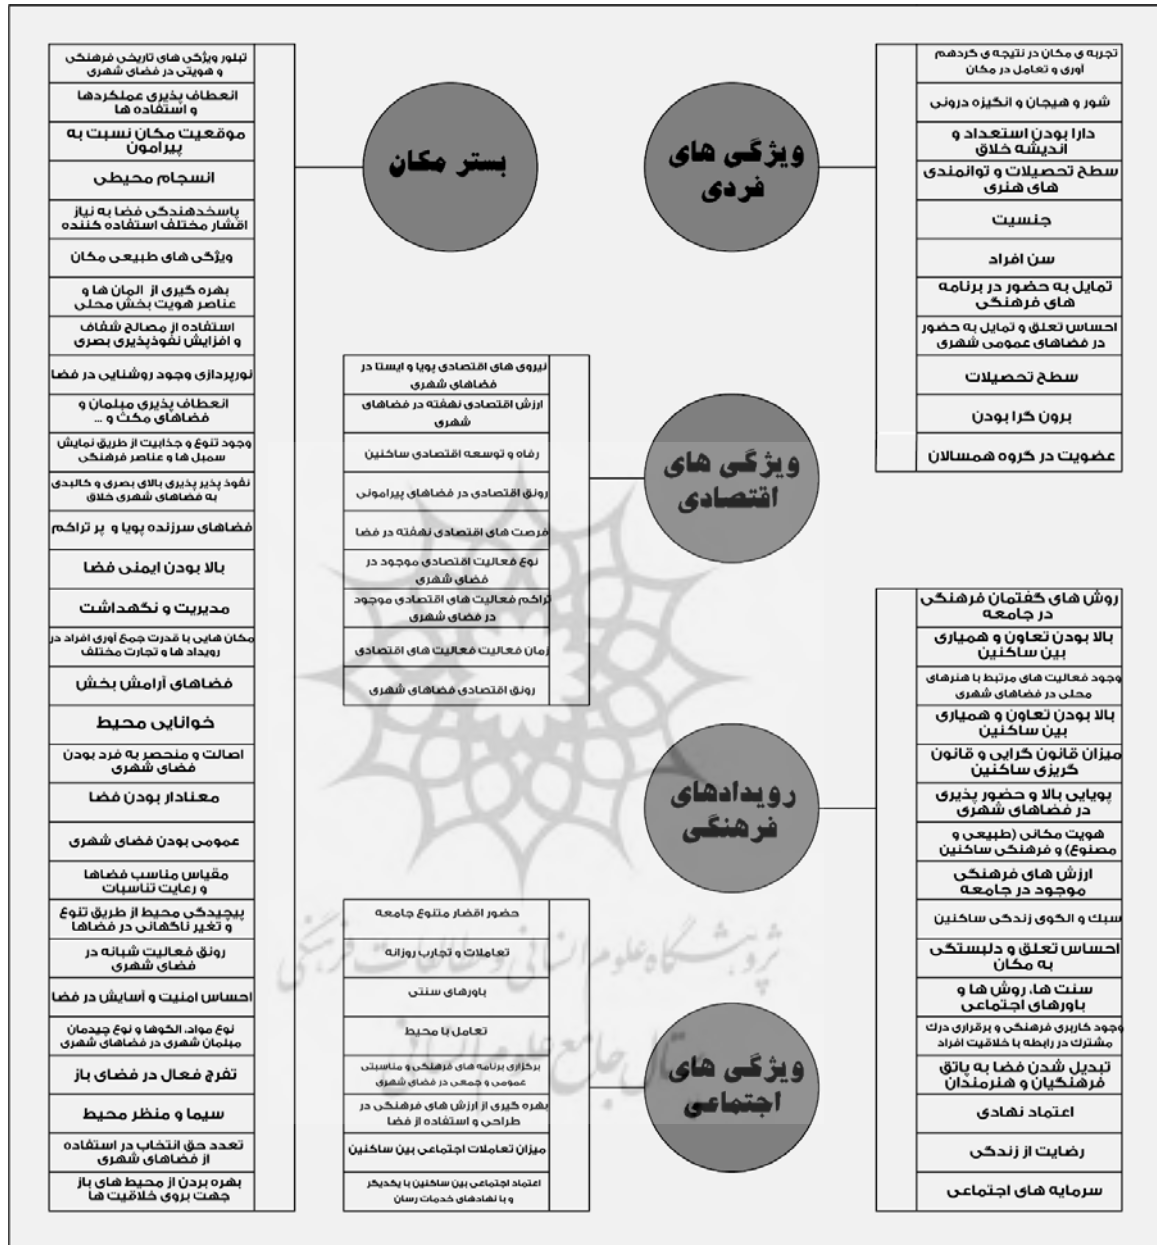 ویژگی های
فردی
تجربه ی مکان در نتیجه ی گردهم
آوری و تعامل در مکان
شور و هیجان و انگیزه درونی
دارا بودن استعداد و
اندیشه خلاق
سطح تحصیلات و توانمندی
های هنری
جنسیت
سن افراد
تمایل به حضور در برنامه
های فرهنگی
احساس تعلق و تمایل به حضور
در فضاهای عمومی شهری
سطح تحصیلات
برون گرا بودن
عضویت در گروه همسالان
بستر مکان
تبلور ویژگی های تاریخی فرهنگی
و هویتی در فضای شهری
انعطاف پذیری عملکردها
و استفاده ها
موقعیت مکان نسبت به
پیرامون
انسجام محیطی
پاسخدهندگی فضا به نیاز
اقشار مختلف استفاده کننده
ویژگی های طبیعی مکان
بهره گیری از المان ها و
عناصر هویت بخش محلی
استفاده از مصالح شفاف
و افزایش نفوذپذیری بصری
نورپردازی وجود روشنایی در فضا
انعطاف پذیری مبلمان و
فضاهای مکث و ...
وجود تنوع و جذابیت از طریق نمایش
سمبل ها و عناصر فرهنگی
نفوذ پذیر پذیری بالای بصری و کالبدی
به فضاهای شهری خلاق
فضاهای سرزنده پویا و پر تراکم
بالا بودن ایمنی فضا
مدیریت و نگهداشت
مکان هایی با قدرت جمع آوری افراد در
رویداد ها و تجارت مختلف
فضاهای آرامش بخش
خوانایی محیط
اصالت و منحصر به فرد بودن
فضای شهری
معنادار بودن فضا
عمومی بودن فضای شهری
مقیاس مناسب فضاها
و رعایت تناسبات
پیچیدگی محیط از طریق تنوع
و تغیر ناگهانی در فضاها
رونق فعالیت شبانه در
فضای شهری
احساس امنیت و آسایش در فضا
نوع مواد، الگوها و نوع چیدمان
مبلمان شهری در فضاهای شهری
تفرج فعال در فضای باز
سیما و منظر محیط
تعدد حق انتخاب در استفاده
از فضاهای شهری
بهره بردن از محیط های باز
جهت بروی خلاقیت ها
ویژگی های
اقتصادی
نیروی های اقتصادی پویا و ایستا در
فضاهای شهری
ارزش اقتصادی نهفته در فضاهای
شهری
رفاه و توسعه اقتصادی ساکنین
رونق اقتصادی در فضاهای پیرامونی
فرصت های اقتصادی نهفته در فضا
نوع فعالیت اقتصادی موجود در
فضای شهری
تراکم فعالیت های اقتصادی موجود
در فضای شهری
زمان فعالیت فعالیت های اقتصادی
رونق اقتصادی فضاهای شهری
رویدادهای
فرهنگی
روش های گفتمان فرهنگی
در جامعه
بالا بودن تعاون و همیاری
بین ساکنین
وجود فعالیت های مرتبط با هنرهای
محلی در فضاهای شهری
بالا بودن تعاون و همیاری
بین ساکنین
میزان قانون گرایی و قانون
گریزی ساکنین
پویایی بالا و حضور پذیری
در فضاهای شهری
هویت مکانی (طبیعی و
مصنوع) و فرهنگی ساکنین
ارزش های فرهنگی
موجود در جامعه
سبک و الگوی زندگی ساکنین
احساس تعلق و دلبستگی
به مکان
سنت ها، روش ها و
باورهای اجتماعی
وجود کاربری فرهنگی و برقراری درک
مشترک در رابطه با خلاقیت افراد
تبدیل شدن فضا به پاتق
فرهنگیان و هنرمندان
اعتماد نهادی
رضایت از زندگی
سرمایه های اجتماعی
ویژگی های
اجتماعی
حضور اقضار متنوع جامعه
تعاملات و تجارب روزانه
باورهای سنتی
تعامل با محیط
برگزاری برنامه های فرهنگی و مناسبتی
عمومی و جمعی در فضای شهری
بهره گیری از ارزش های فرهنگی در
طراحی و استفاده از فضا
میزان تعاملات اجتماعی بین ساکنین
اعتماد اجتماعی بین ساکنین با یکدیگر
و با نهادهای خدمات رسان
پژوهشگاه علوم انسانی و مطالعات فرهنگی
پرتال جامع علوم انسانی